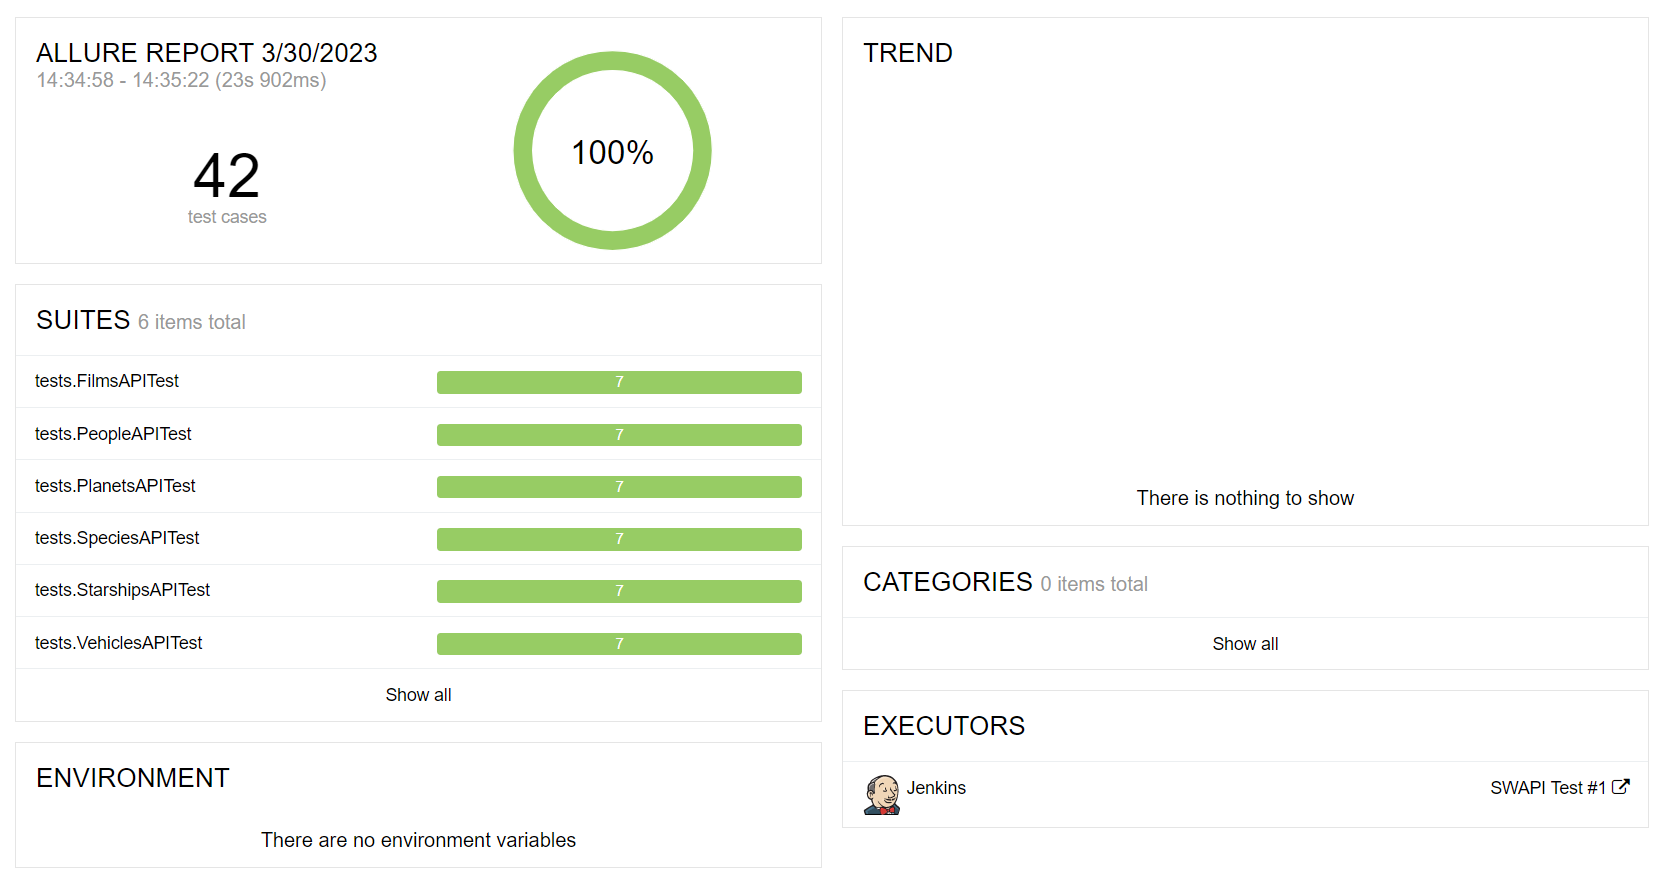 ALLURE REPORT 3/30/2023
14:34:58 - 14:35:22 (23s 902ms)
42
test cases
100%
SUITES 6 items total
tests.FilmsAPITest 7
tests.PeopleAPITest 7
tests.PlanetsAPITest 7
tests.SpeciesAPITest 7
tests.StarshipsAPITest 7
tests.VehiclesAPITest 7
Show all
ENVIRONMENT
There are no environment variables
TREND
There is nothing to show
CATEGORIES 0 items total
Show all
EXECUTORS
Jenkins SWAPI Test #1